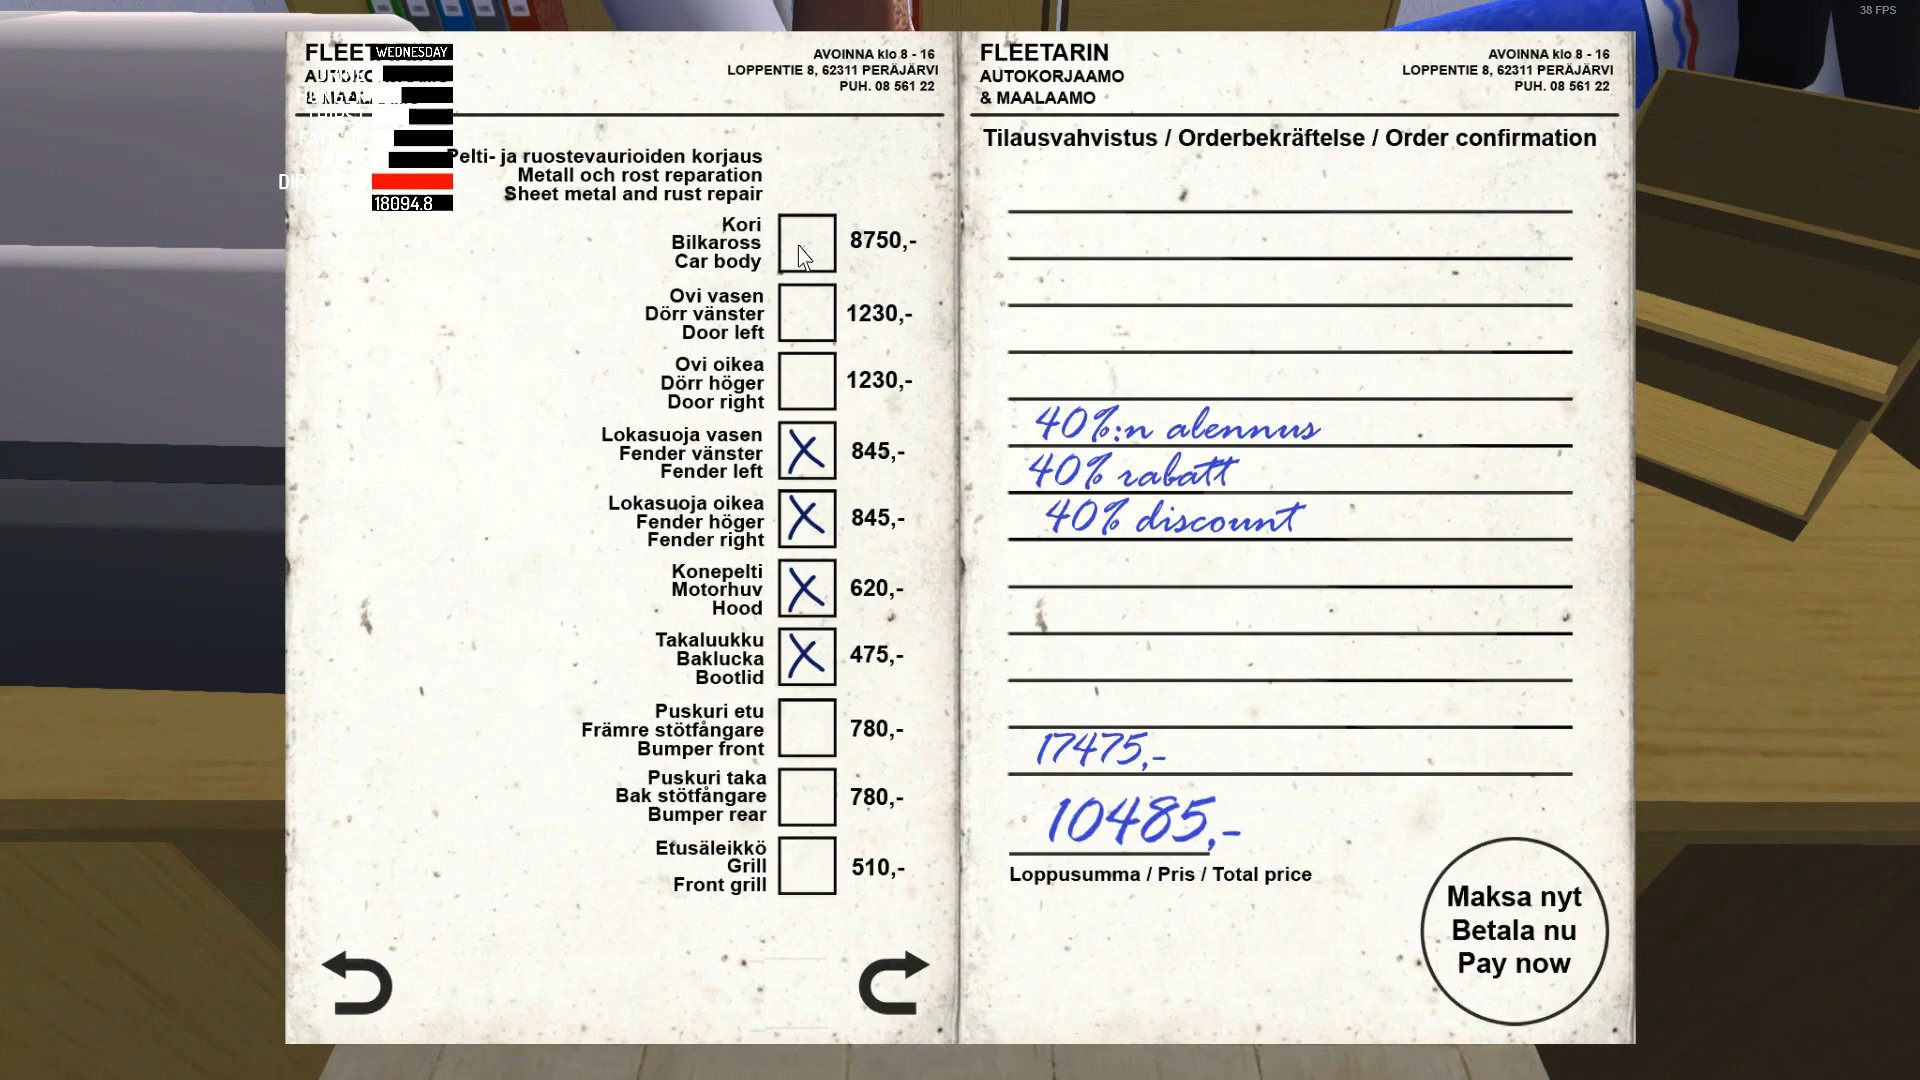 38 FPS
WEDNESDAY
18094.8
AVOINNA klo 8 - 16
LOPPENTIE 8, 62311 PERÄJÄRVI
PUH. 08 561 22
Pelti- ja ruostevaurioiden korjaus
Metall och rost reparation
Sheet metal and rust repair
Kori
Bilkaross
Car body
8750,-
Ovi vasen
Dörr vänster
Door left
1230,-
Ovi oikea
Dörr höger
Door right
1230,-
Lokasuoja vasen
Fender vänster
Fender left
845,-
Lokasuoja oikea
Fender höger
Fender right
845,-
Konepelti
Motorhuv
Hood
620,-
Takaluukku
Baklucka
Bootlid
475,-
Puskuri etu
Främre stötfångare
Bumper front
780,-
Puskuri taka
Bak stötfångare
Bumper rear
780,-
Etusäleikkö
Grill
Front grill
510,-
FLEETARIN
AUTOKORJAAMO
& MAALAAMO
AVOINNA klo 8 - 16
LOPPENTIE 8, 62311 PERÄJÄRVI
PUH. 08 561 22
Tilausvahvistus / Orderbekräftelse / Order confirmation
40%:n alennus
40% rabatt
40% discount
17475,-
10485,-
Loppusumma / Pris / Total price
Maksa nyt
Betala nu
Pay now